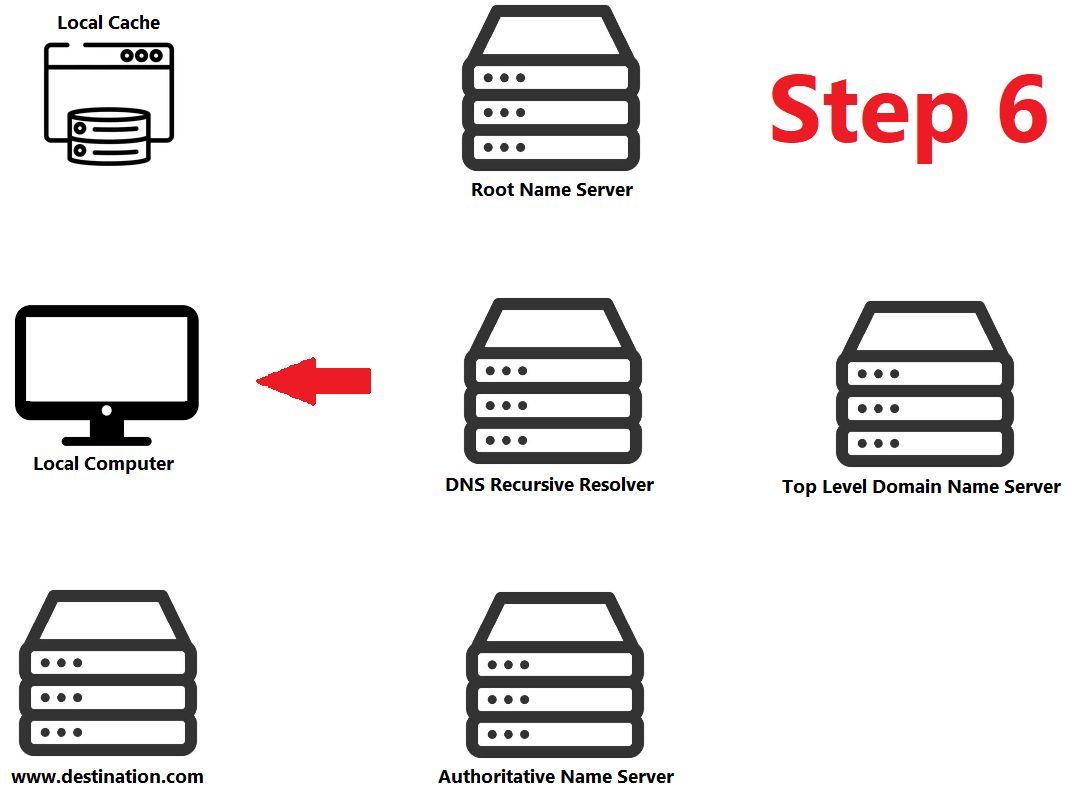 Local Cache
Step 6
Root Name Server
Local Computer
DNS Recursive Resolver
Top Level Domain Name Server
www.destination.com
Authoritative Name Server